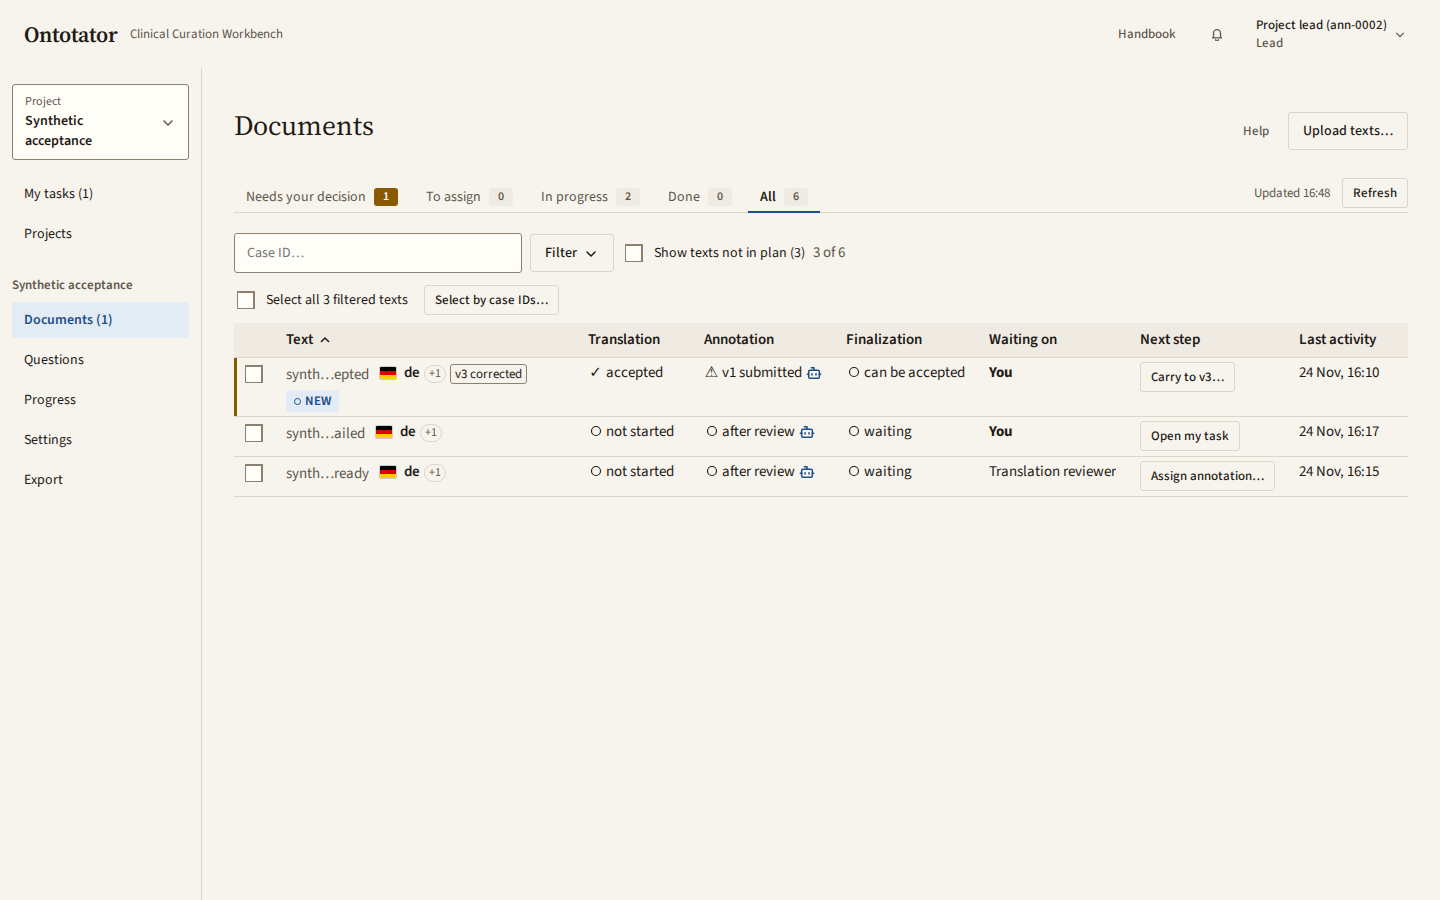 Ontotator Clinical Curation Workbench
Handbook
Project lead (ann-0002)
Lead
Project
Synthetic
acceptance
My tasks (1)
Projects
Synthetic acceptance
Documents (1)
Questions
Progress
Settings
Export
Documents
Help Upload texts…
Needs your decision 1 To assign 0 In progress 2 Done 0 All 6 Updated 16:48 Refresh
Case ID… Filter Show texts not in plan (3) 3 of 6
Select all 3 filtered texts Select by case IDs…
Text Translation Annotation Finalization Waiting on Next step Last activity
synth…epted de +1 v3 corrected ✓ accepted ⚠ v1 submitted can be accepted You Carry to v3… 24 Nov, 16:10
NEW
synth…ailed de +1 not started after review waiting You Open my task 24 Nov, 16:17
synth…ready de +1 not started after review waiting Translation reviewer Assign annotation… 24 Nov, 16:15